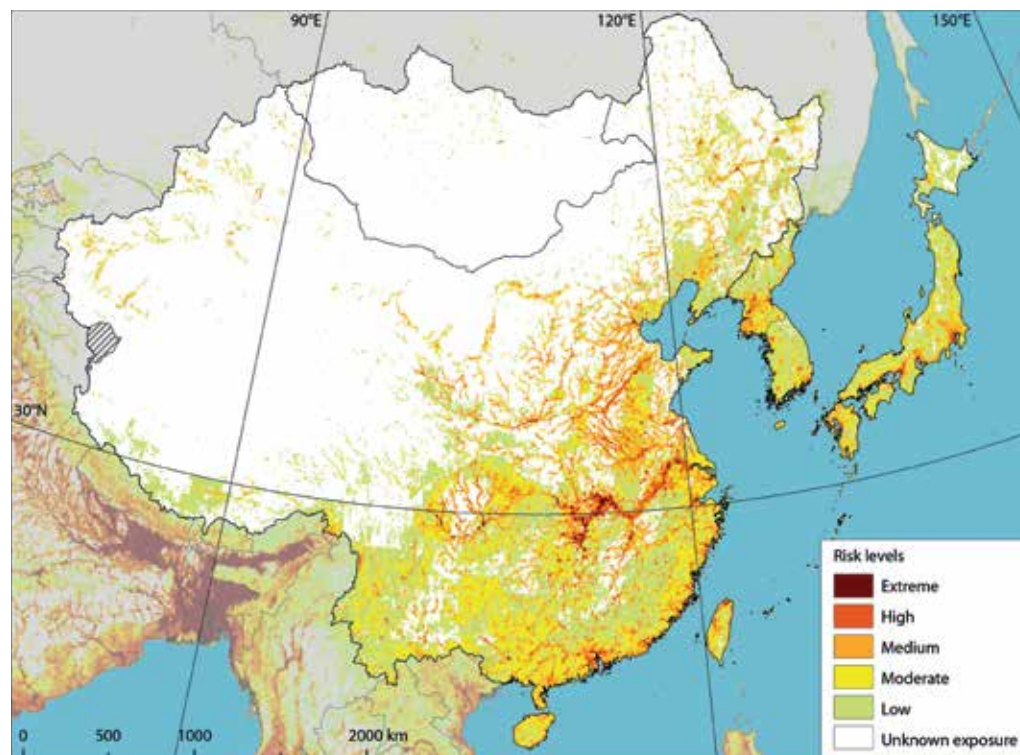 90°E
120°E
150°E
30°N
Risk levels
Extreme
High
Medium
Moderate
Low
Unknown exposure
0 500 1000 2000 km